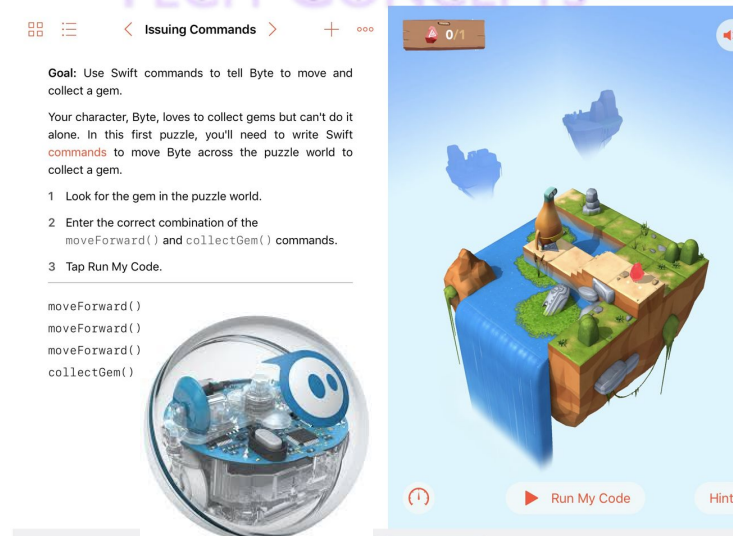 TECH CONCEPTS
Issuing Commands
Goal: Use Swift commands to tell Byte to move and
collect a gem.
Your character, Byte, loves to collect gems but can't do it
alone. In this first puzzle, you'll need to write Swift
commands to move Byte across the puzzle world to
collect a gem.
1 Look for the gem in the puzzle world.
2 Enter the correct combination of the
moveForward() and collectGem() commands.
3 Tap Run My Code.
moveForward()
moveForward()
moveForward()
collectGem()
0/1
Run My Code
Hint